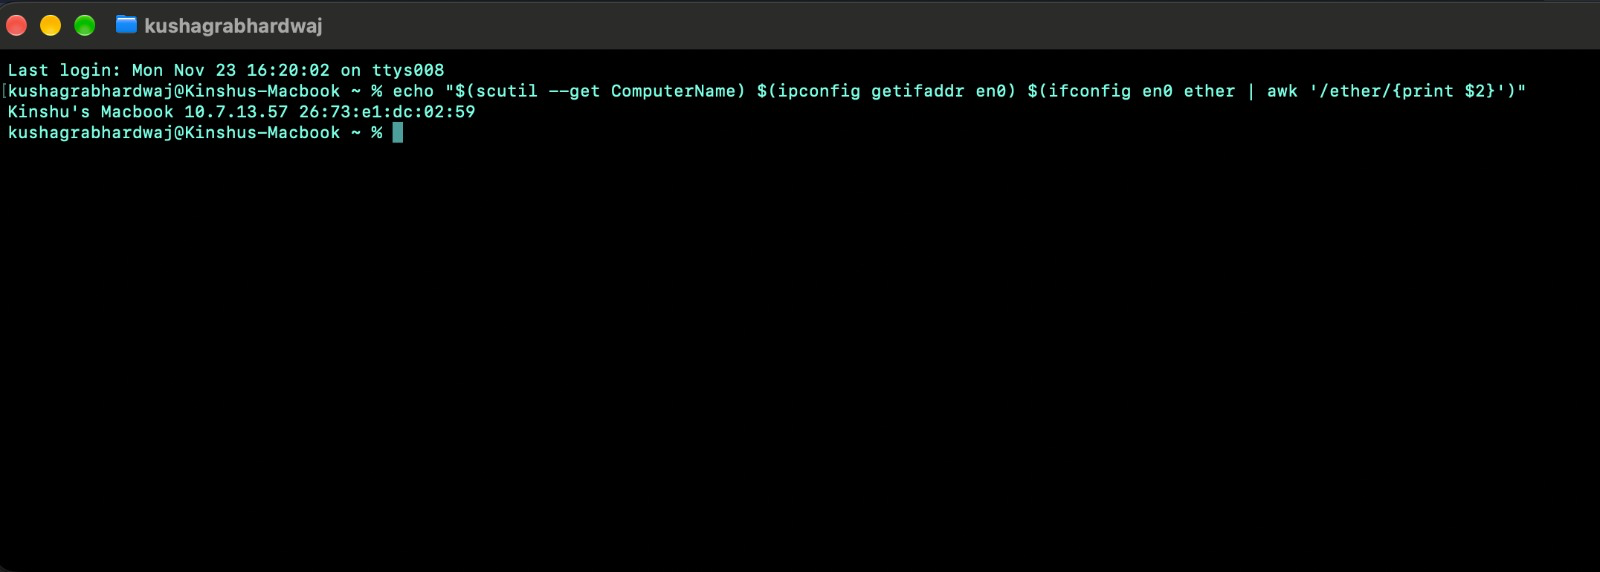 kushagrabhardwaj
Last login: Mon Nov 23 16:20:02 on ttys008
[kushagrabhardwaj@Kinshus-Macbook ~ % echo "$(scutil --get ComputerName) $(ipconfig getifaddr en0) $(ifconfig en0 ether | awk '/ether/{print $2}')"
Kinshu's Macbook 10.7.13.57 26:73:e1:dc:02:59
kushagrabhardwaj@Kinshus-Macbook ~ %